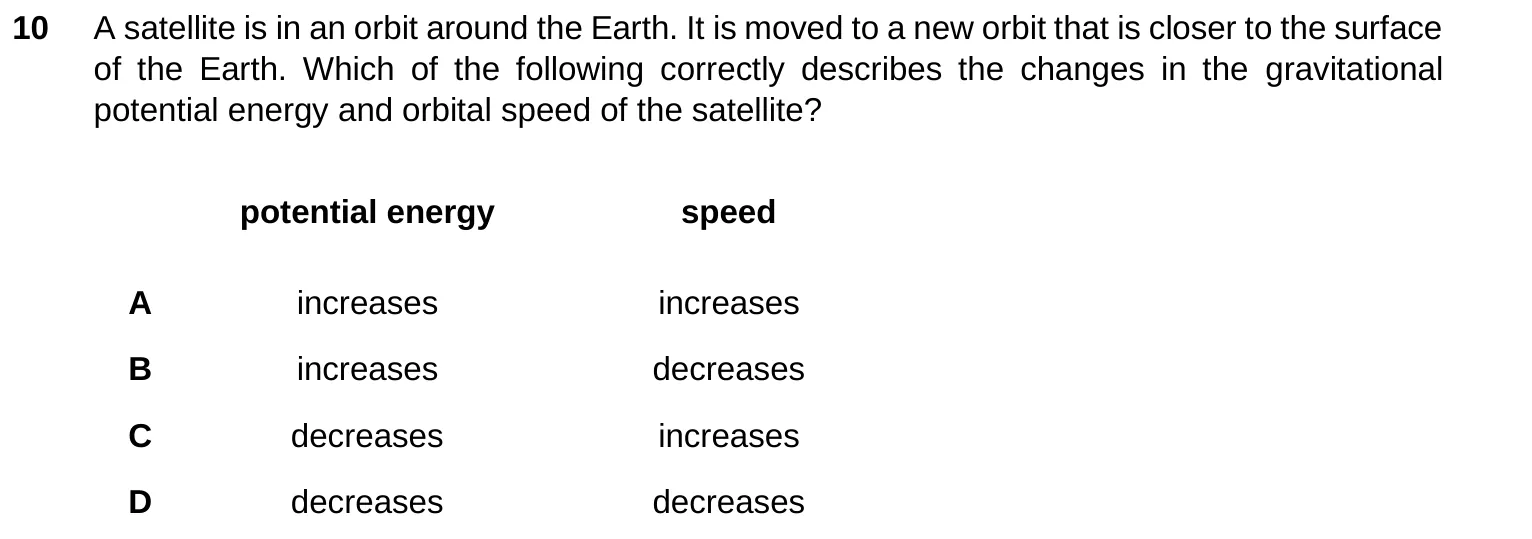 10 A satellite is in an orbit around the Earth. It is moved to a new orbit that is closer to the surface
of the Earth. Which of the following correctly describes the changes in the gravitational
potential energy and orbital speed of the satellite?
potential energy speed
A increases increases
B increases decreases
C decreases increases
D decreases decreases